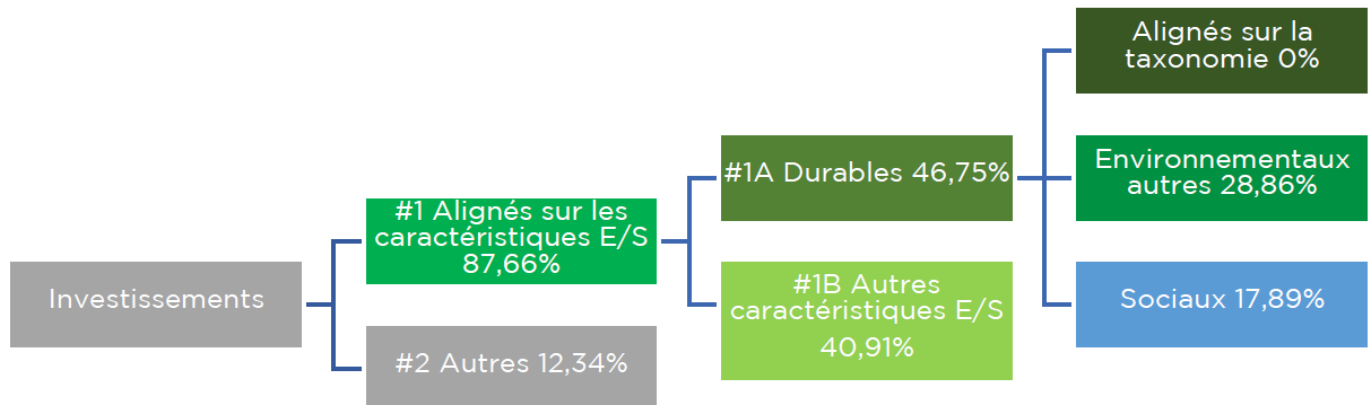 Investissements
#1 Alignés sur les
caractéristiques E/S
87,66%
#2 Autres 12,34%
#1A Durables 46,75%
#1B Autres
caractéristiques E/S
40,91%
Alignés sur la
taxonomie 0%
Environnementaux
autres 28,86%
Sociaux 17,89%